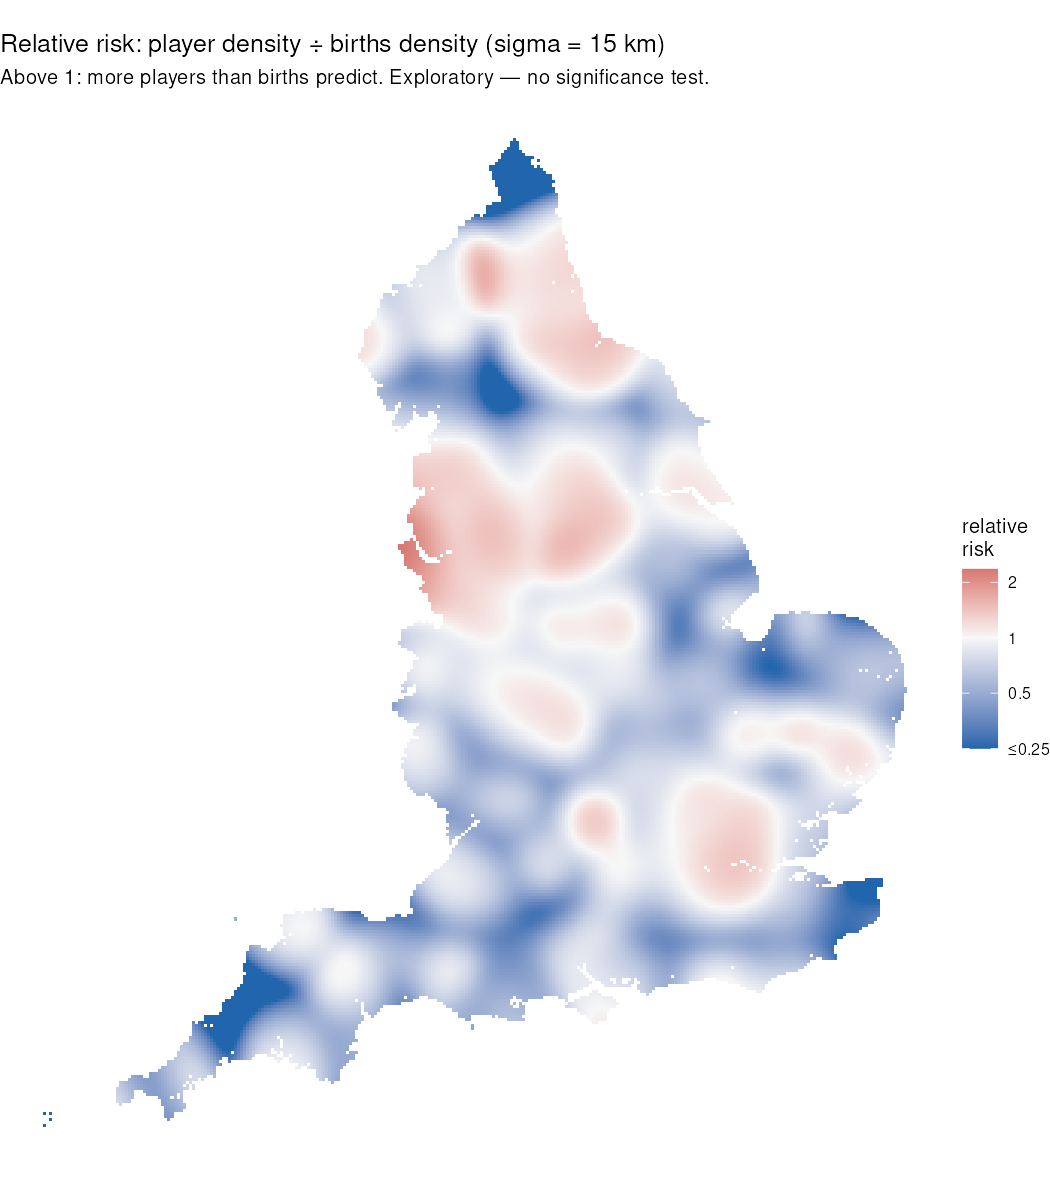 Relative risk: player density ÷ births density (sigma = 15 km)
Above 1: more players than births predict. Exploratory — no significance test.
relative
risk
2
1
0.5
≤0.25